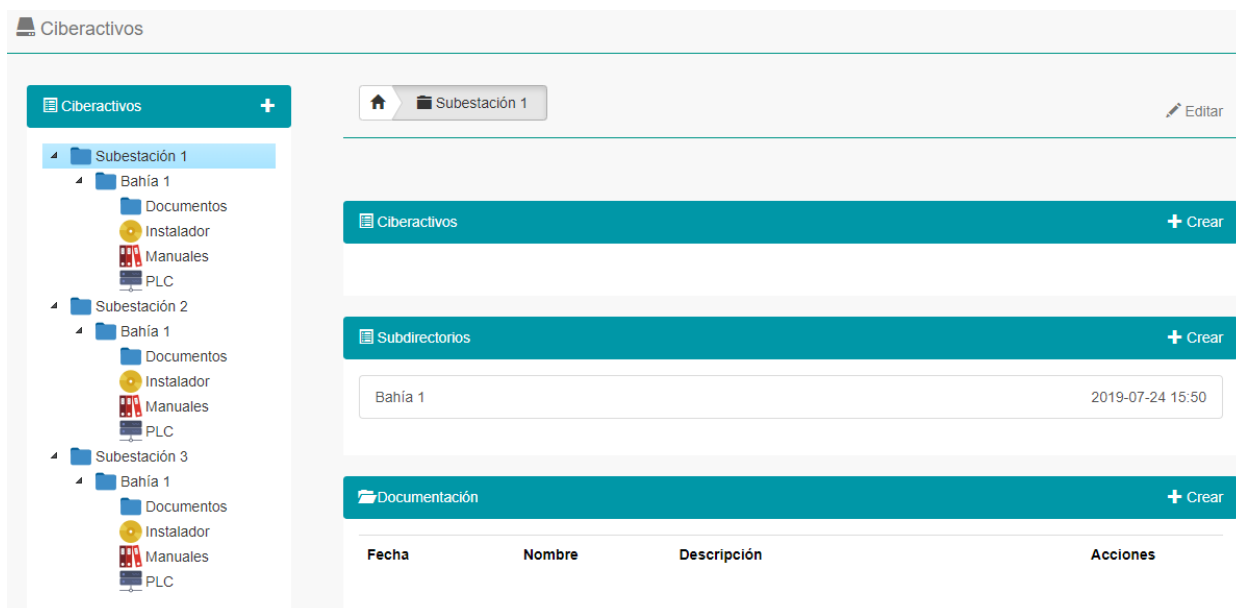 Ciberactivos
Ciberactivos
Subestación 1
Bahía 1
Documentos
Instalador
Manuales
PLC
Subestación 2
Bahía 1
Documentos
Instalador
Manuales
PLC
Subestación 3
Bahía 1
Documentos
Instalador
Manuales
PLC
Subestación 1
Editar
Ciberactivos Crear
Subdirectorios Crear
Bahía 1 2019-07-24 15:50
Documentación Crear
Fecha Nombre Descripción Acciones